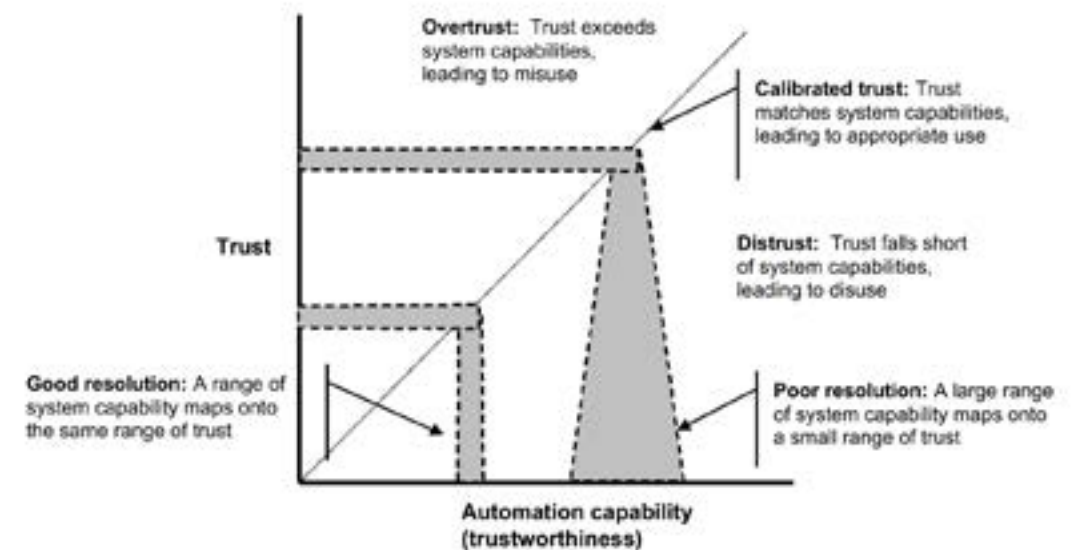 Overtrust: Trust exceeds
system capabilities,
leading to misuse
Calibrated trust: Trust
matches system capabilities,
leading to appropriate use
Trust
Distrust: Trust falls short
of system capabilities,
leading to disuse
Good resolution: A range of
system capability maps onto
the same range of trust
Poor resolution: A large range
of system capability maps onto
a small range of trust
Automation capability
(trustworthiness)